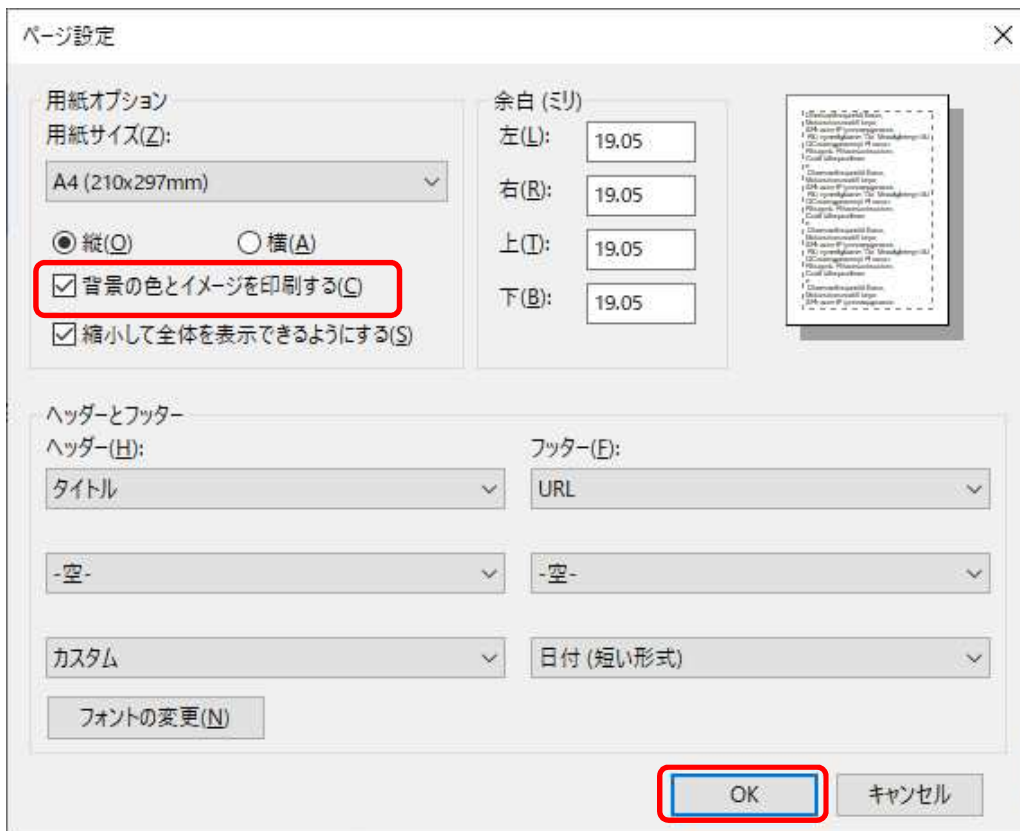 ページ設定
用紙オプション
用紙サイズ(Z):
A4 (210x297mm)
縦(O) 横(A)
背景の色とイメージを印刷する(C)
縮小して全体を表示できるようにする(S)
余白 (ミリ)
左(L): 19.05
右(R): 19.05
上(T): 19.05
下(B): 19.05
ヘッダーとフッター
ヘッダー(H): フッター(F):
タイトル URL
-空- -空-
カスタム 日付 (短い形式)
フォントの変更(N)
OK キャンセル